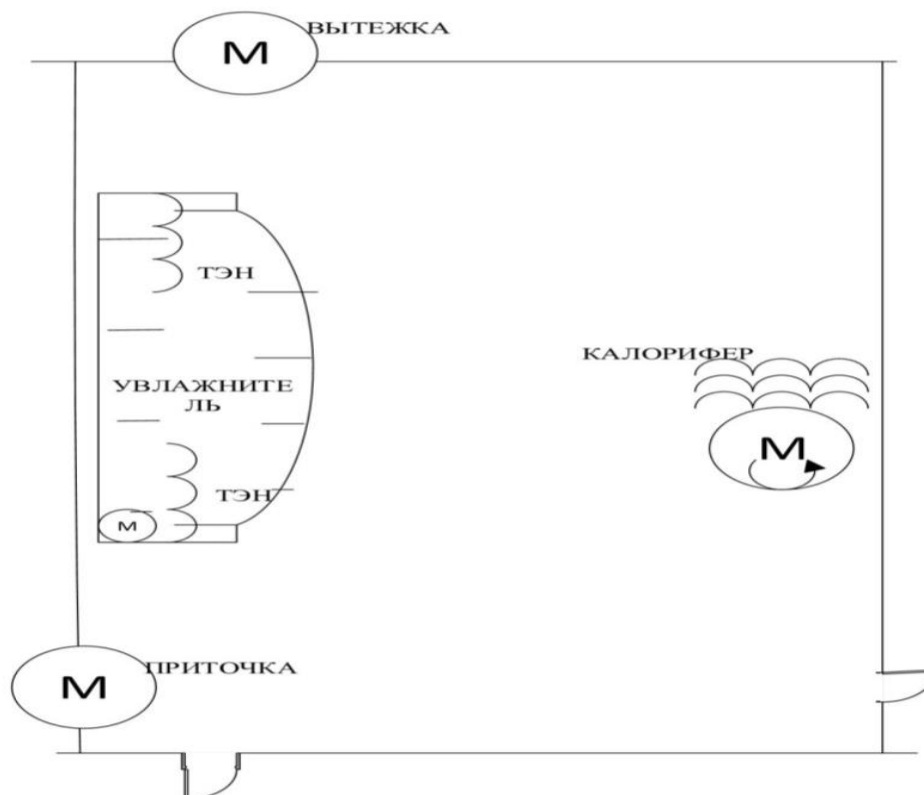 М
ВЫТЕЖКА
ТЭН
КАЛОРИФЕР
УВЛАЖНИТЕ
ЛЬ
М
ТЭН
М
М
ПРИТОЧКА